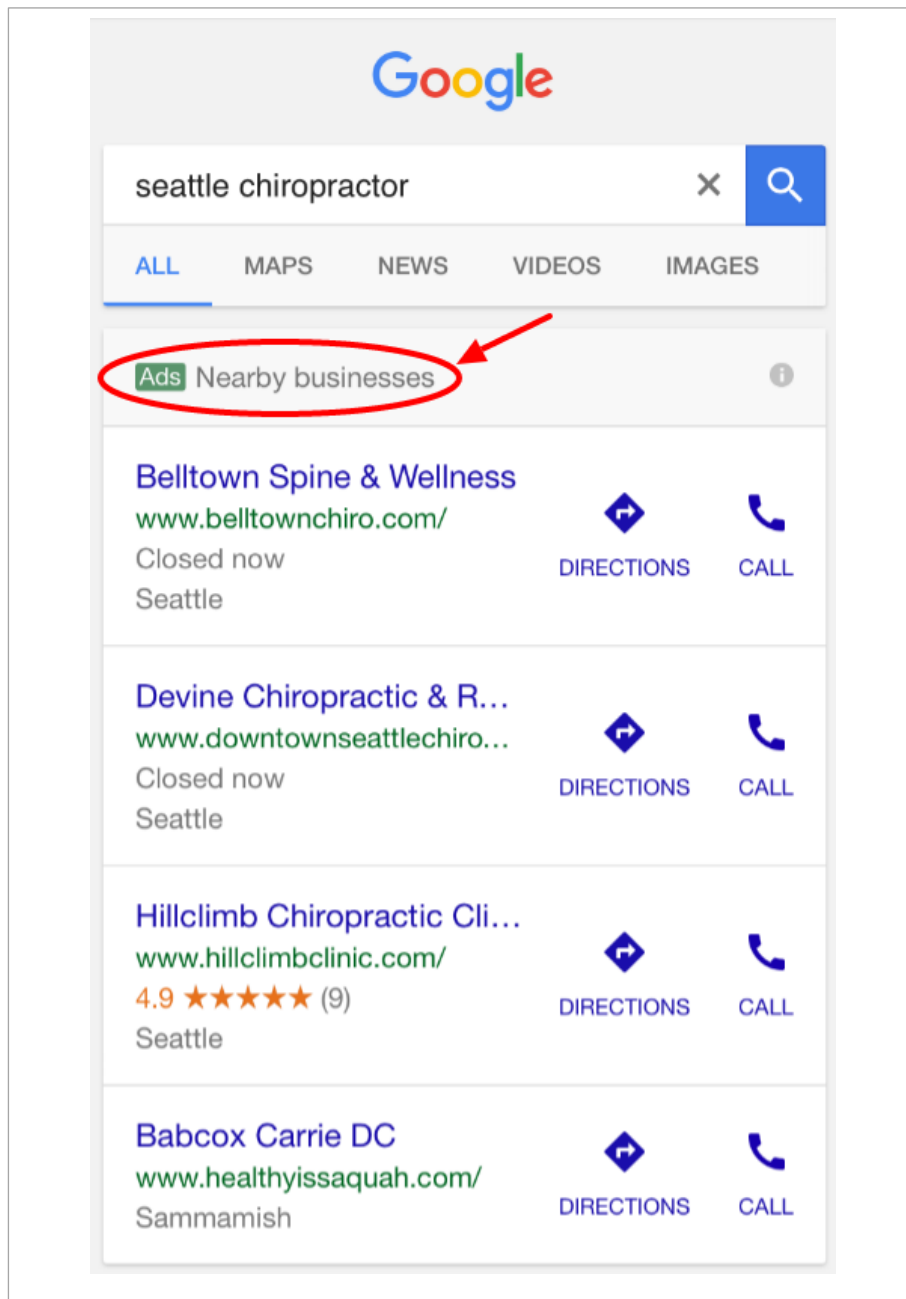 Google
seattle chiropractor
ALL MAPS NEWS VIDEOS IMAGES
Ads Nearby businesses
Belltown Spine & Wellness
www.belltownchiro.com/
Closed now
Seattle
DIRECTIONS CALL
Devine Chiropractic & R...
www.downtownseattlechiro...
Closed now
Seattle
DIRECTIONS CALL
Hillclimb Chiropractic Cli...
www.hillclimbclinic.com/
4.9 ★★★★★ (9)
Seattle
DIRECTIONS CALL
Babcox Carrie DC
www.healthyissaquah.com/
Sammamish
DIRECTIONS CALL